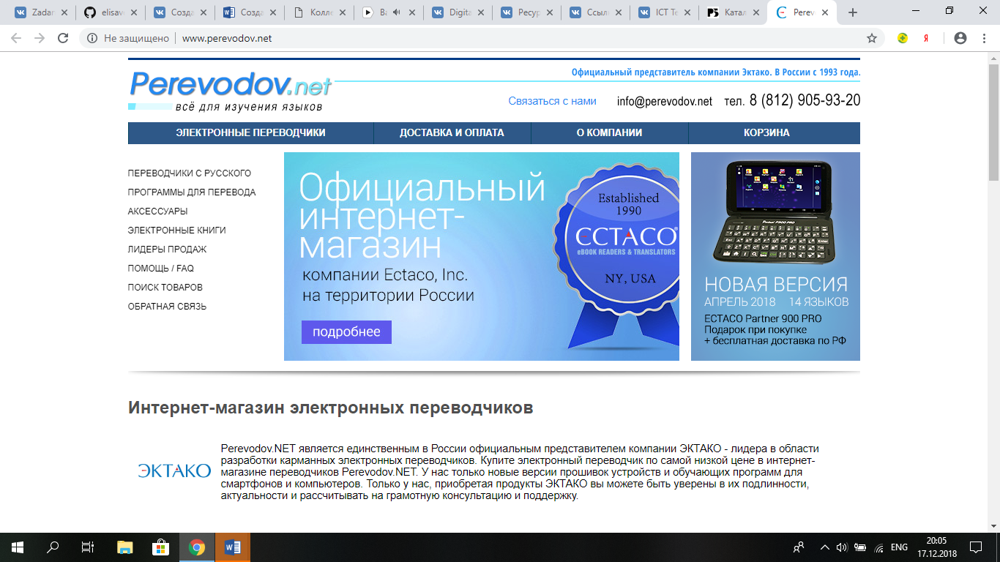 Zadan
elisave
Созда
Созда
Колле
Ва
Digita
Ресур
Ссыл
ICT Te
Катал
Perev
Не защищено
www.perevodov.net
Perevodov.net
всё для изучения языков
Официальный представитель компании Эктако. В России с 1993 года.
Связаться с нами info@perevodov.net тел. 8 (812) 905-93-20
ЭЛЕКТРОННЫЕ ПЕРЕВОДЧИКИ ДОСТАВКА И ОПЛАТА О КОМПАНИИ КОРЗИНА
ПЕРЕВОДЧИКИ С РУССКОГО
ПРОГРАММЫ ДЛЯ ПЕРЕВОДА
АКСЕССУАРЫ
ЭЛЕКТРОННЫЕ КНИГИ
ЛИДЕРЫ ПРОДАЖ
ПОМОЩЬ / FAQ
ПОИСК ТОВАРОВ
ОБРАТНАЯ СВЯЗЬ
Официальный
интернет-
магазин
компании Ectaco, Inc.
на территории России
подробнее
Established
1990
ECTACO®
eBOOK READERS & TRANSLATORS
NY, USA
НОВАЯ ВЕРСИЯ
АПРЕЛЬ 2018 14 ЯЗЫКОВ
ECTACO Partner 900 PRO
Подарок при покупке
+ бесплатная доставка по РФ
Интернет-магазин электронных переводчиков
ЭКТАКО
Perevodov.NET является единственным в России официальным представителем компании ЭКТАКО - лидера в области
разработки карманных электронных переводчиков. Купите электронный переводчик по самой низкой цене в интернет-
магазине переводчиков Perevodov.NET. У нас только новые версии прошивок устройств и обучающих программ для
смартфонов и компьютеров. Только у нас, приобретая продукты ЭКТАКО вы можете быть уверены в их подлинности,
актуальности и рассчитывать на грамотную консультацию и поддержку.
ENG
20:05
17.12.2018